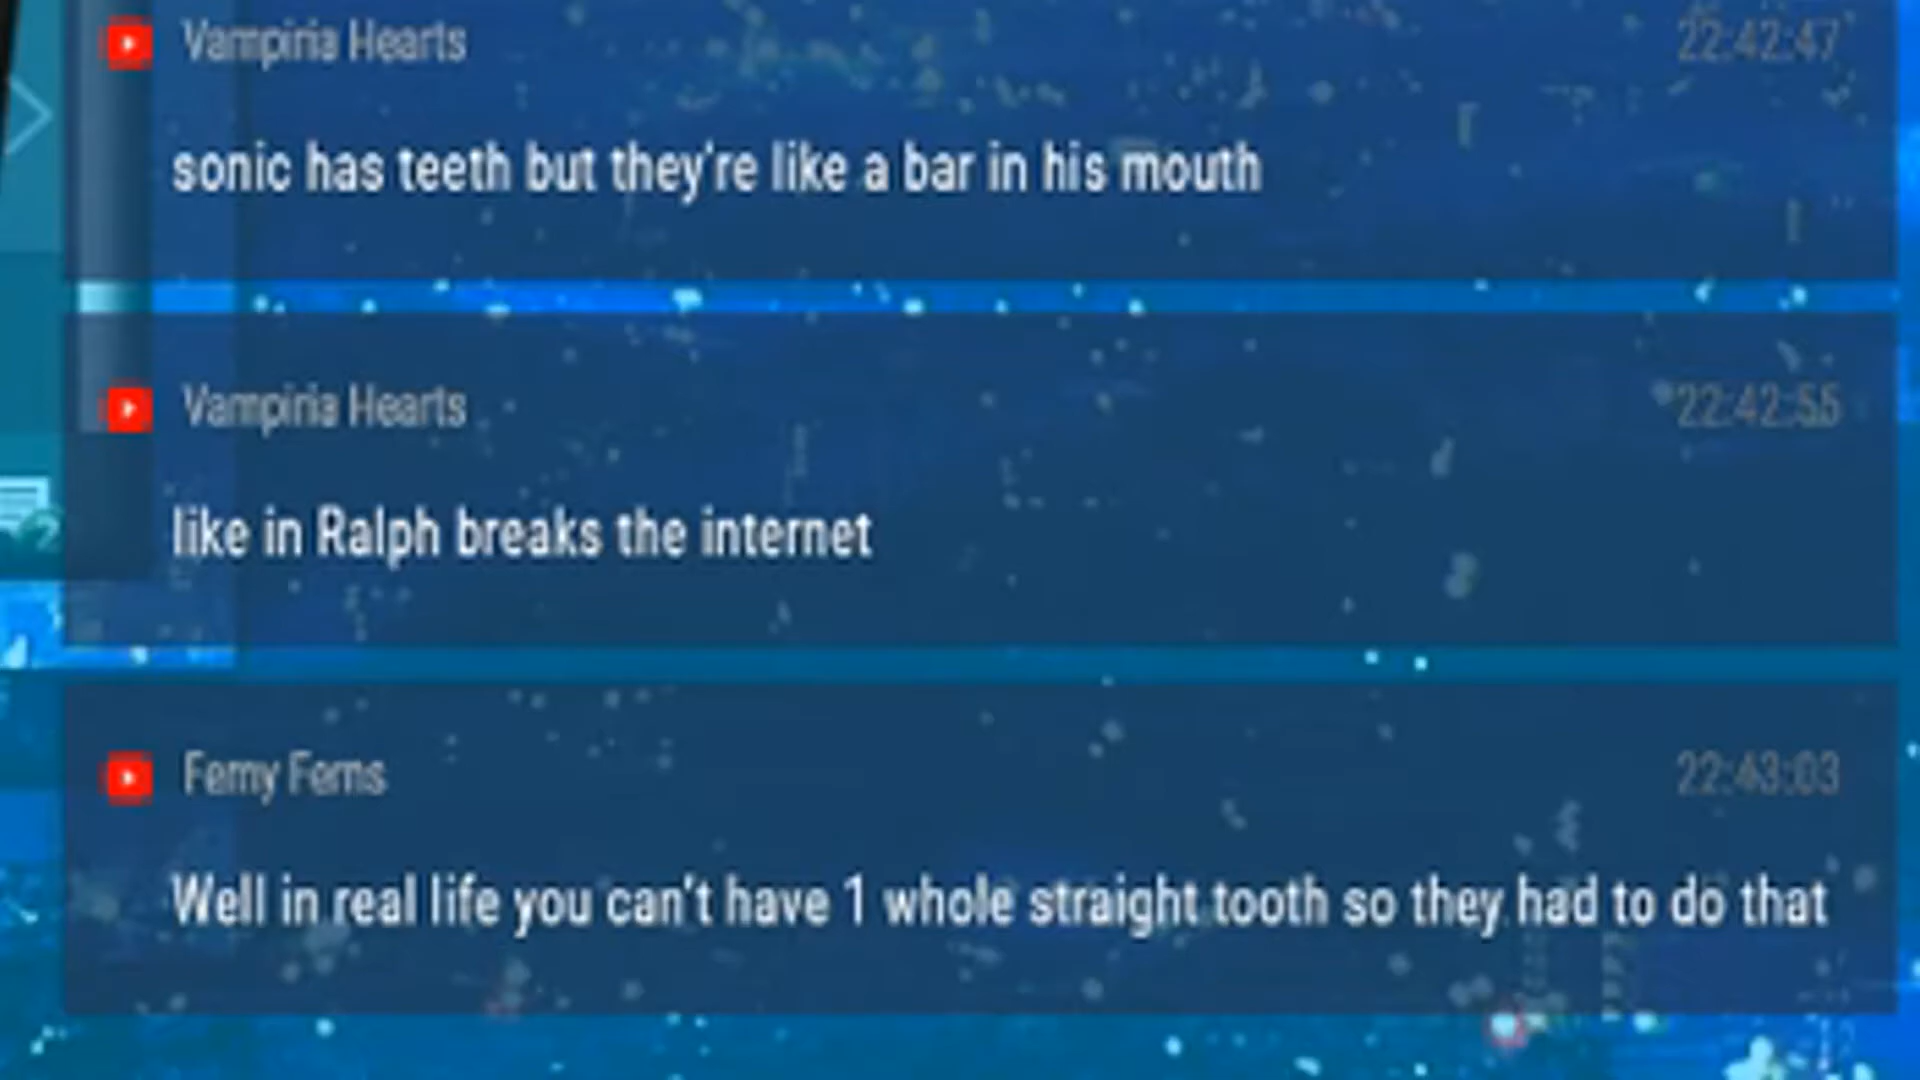 Vampiria Hearts
22:42:47
sonic has teeth but they're like a bar in his mouth
Vampiria Hearts
22:42:55
like in Ralph breaks the internet
Femy Fems
22:43:03
Well in real life you can't have 1 whole straight tooth so they had to do that